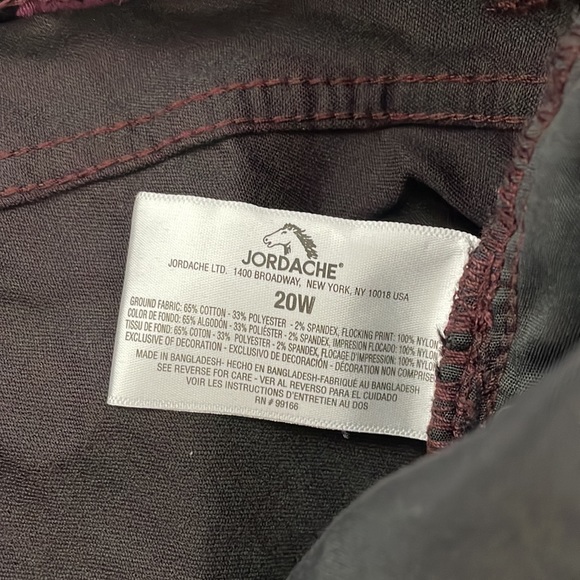 JORDACHE®
JORDACHE LTD. 1400 BROADWAY, NEW YORK, NY 10018 USA
20W
GROUND FABRIC: 65% COTTON - 33% POLYESTER - 2% SPANDEX, FLOCKING PRINT: 100% NYLON
COLOR DE FONDO: 65% ALGODÓN - 33% POLIÉSTER - 2% SPANDEX, IMPRESION FLOCADO: 100% NYLON
TISSU DE FOND: 65% COTON - 33% POLYESTER - 2% SPANDEX, FLOCAGE D'IMPRESSION: 100% NYLON
EXCLUSIVE OF DECORATION - EXCLUSIVO DE DECORACIÓN - DÉCORATION NON COMPRISE
MADE IN BANGLADESH- HECHO EN BANGLADESH-FABRIQUÉ AU BANGLADESH
SEE REVERSE FOR CARE - VER AL REVERSO PARA EL CUIDADO
VOIR LES INSTRUCTIONS D'ENTRETIEN AU DOS
RN # 99166